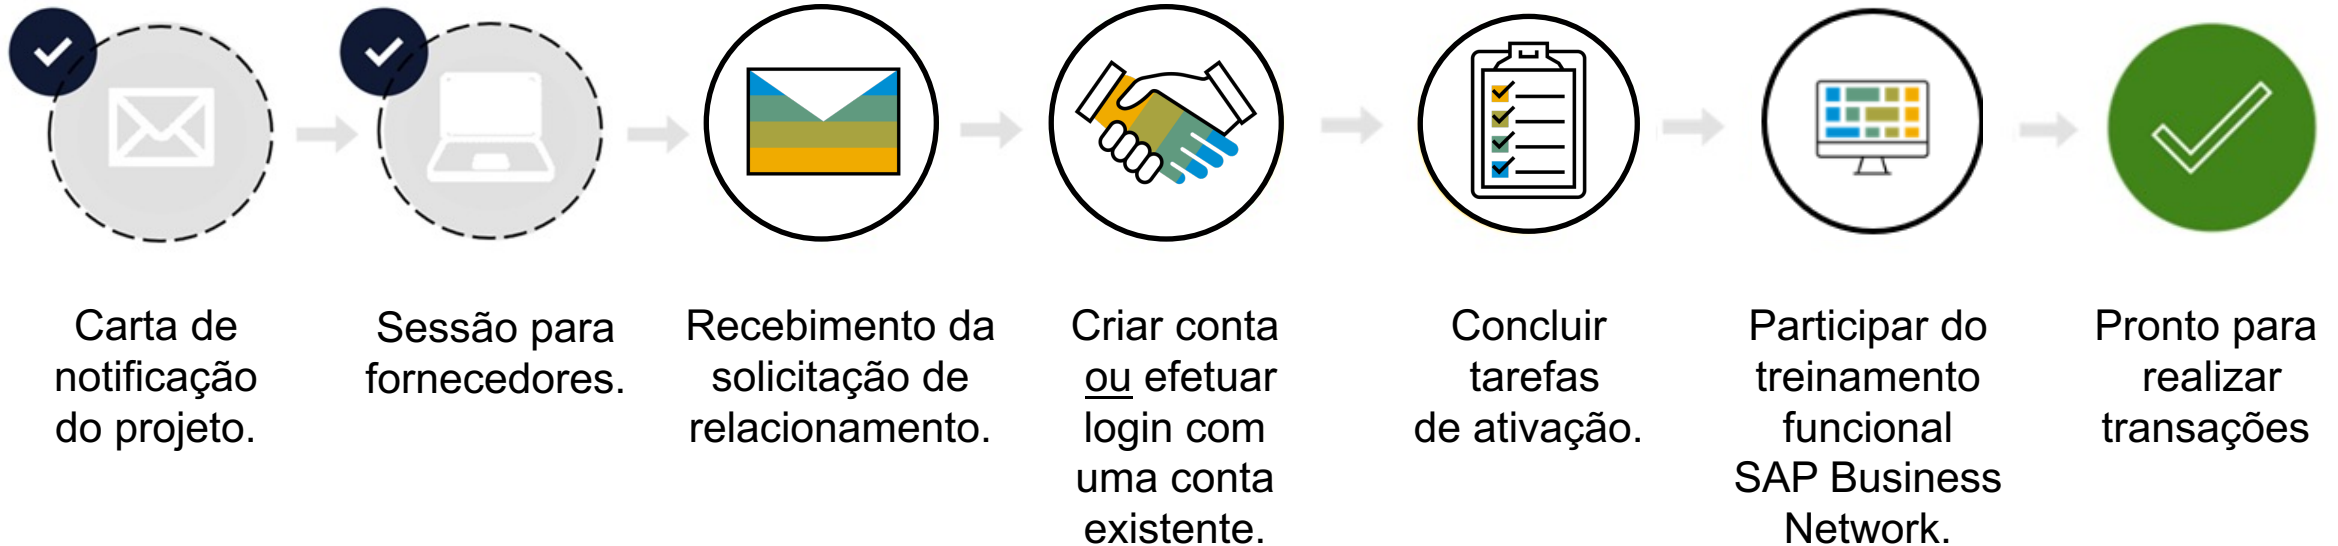 Carta de
notificação
do projeto.
Sessão para
fornecedores.
Recebimento da
solicitação de
relacionamento.
Criar conta
ou efetuar
login com
uma conta
existente.
Concluir
tarefas
de ativação.
Participar do
treinamento
funcional
SAP Business
Network.
Pronto para
realizar
transações